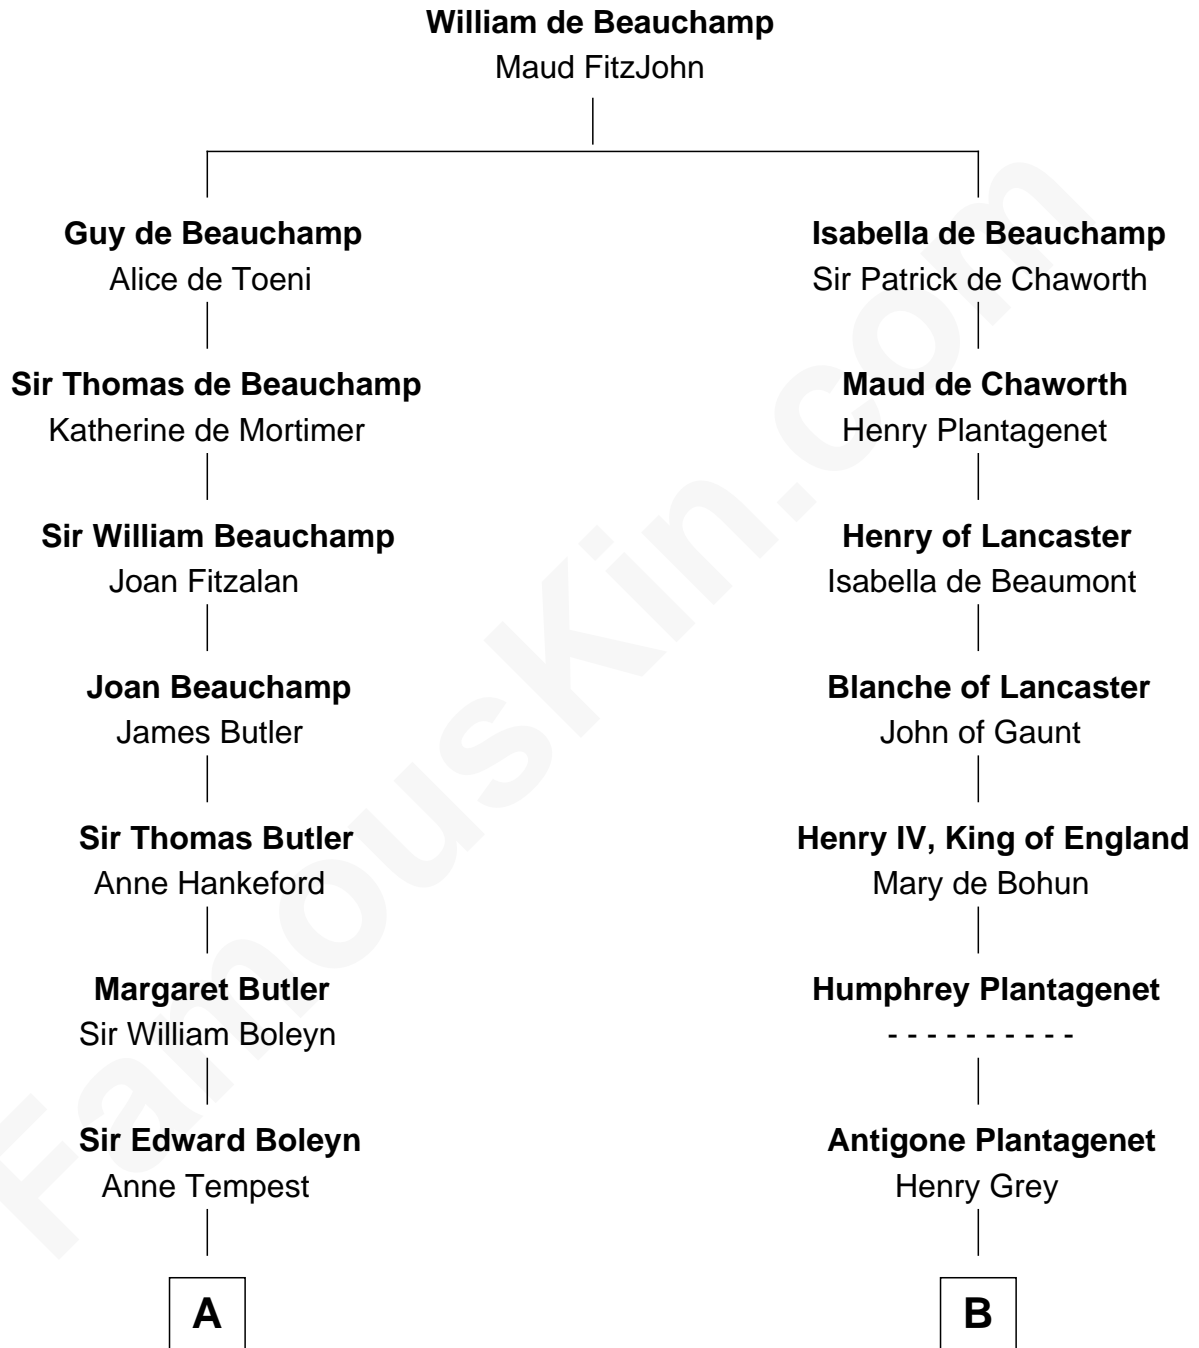 William de Beauchamp
Maud FitzJohn
Guy de Beauchamp
Alice de Toeni
Isabella de Beauchamp
Sir Patrick de Chaworth
Sir Thomas de Beauchamp
Katherine de Mortimer
Maud de Chaworth
Henry Plantagenet
Sir William Beauchamp
Joan Fitzalan
Henry of Lancaster
Isabella de Beaumont
Joan Beauchamp
James Butler
Blanche of Lancaster
John of Gaunt
Sir Thomas Butler
Anne Hankeford
Henry IV, King of England
Mary de Bohun
Margaret Butler
Sir William Boleyn
Humphrey Plantagenet
- - - - - - - - - -
Sir Edward Boleyn
Anne Tempest
Antigone Plantagenet
Henry Grey
A
B
FamousKin.com